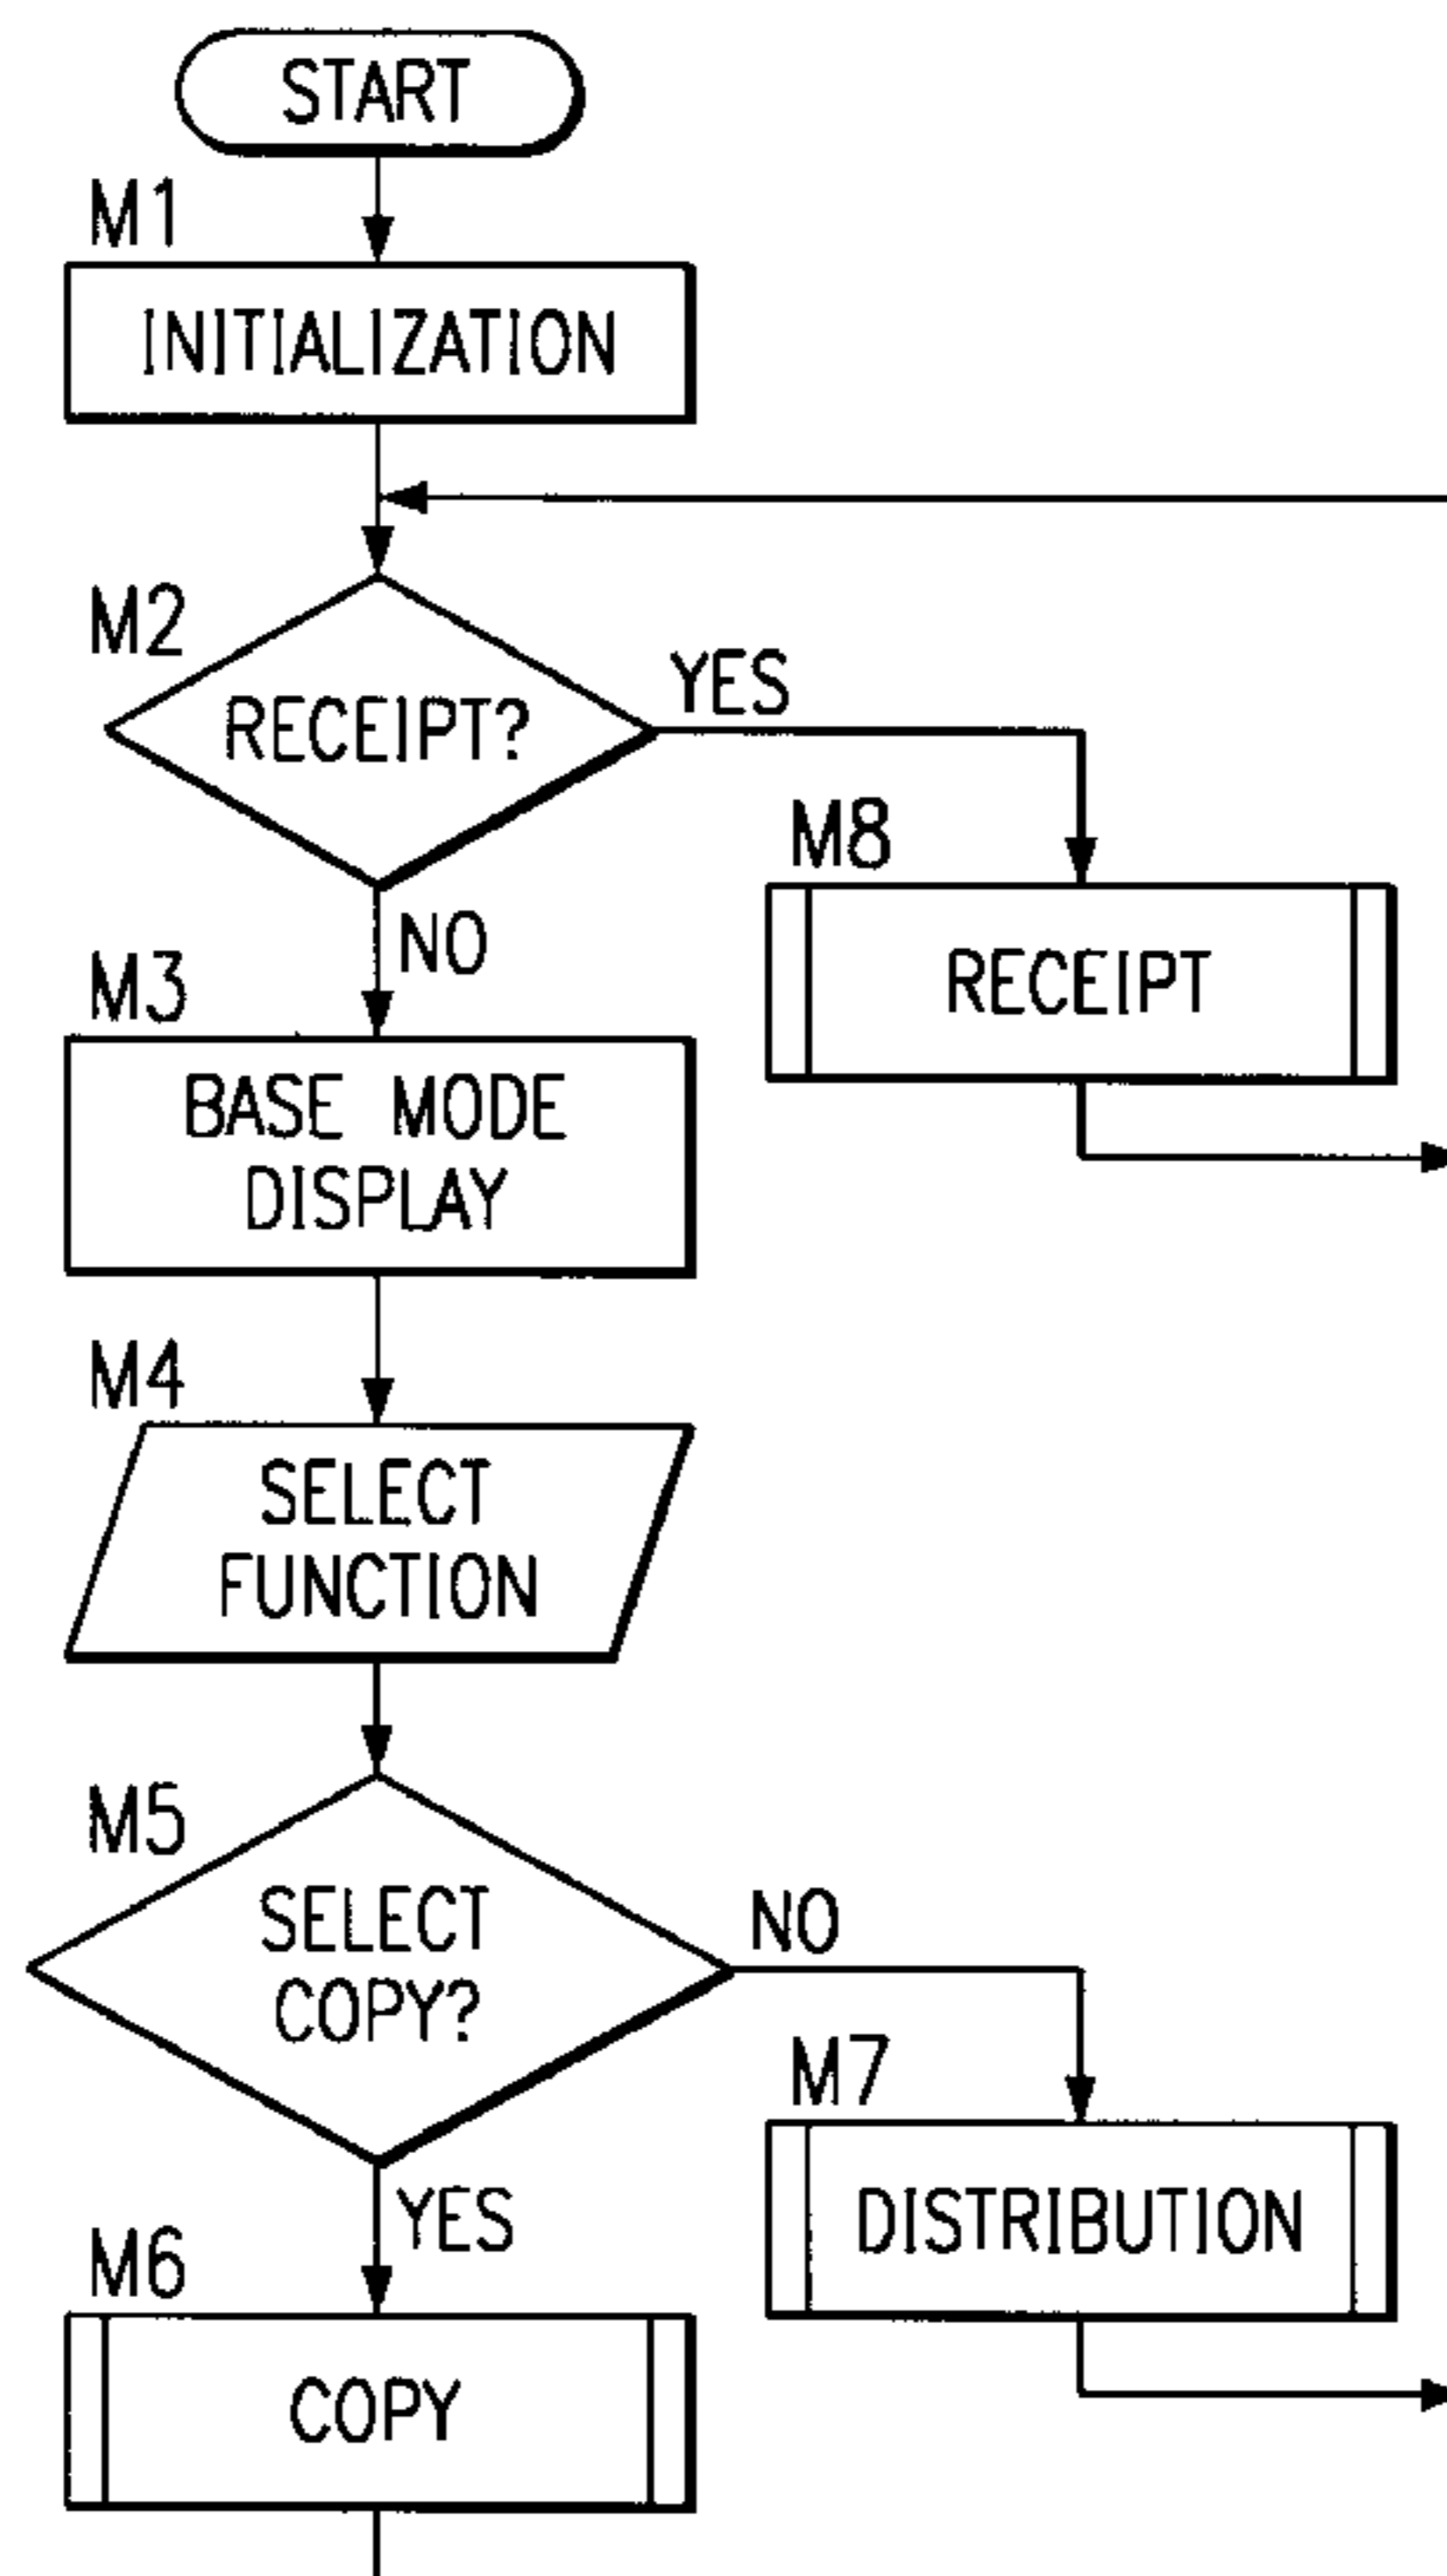 START
M1
INITIALIZATION
M2
RECEIPT?
YES
M8
RECEIPT
NO
M3
BASE MODE
DISPLAY
M4
SELECT
FUNCTION
M5
SELECT
COPY?
NO
M7
DISTRIBUTION
YES
M6
COPY